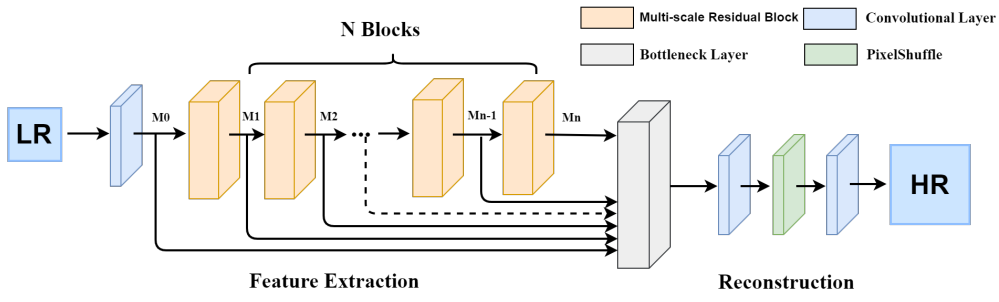 N Blocks
Multi-scale Residual Block
Convolutional Layer
Bottleneck Layer
PixelShuffle
LR
M0
M1
M2
...
Mn-1
Mn
HR
Feature Extraction
Reconstruction